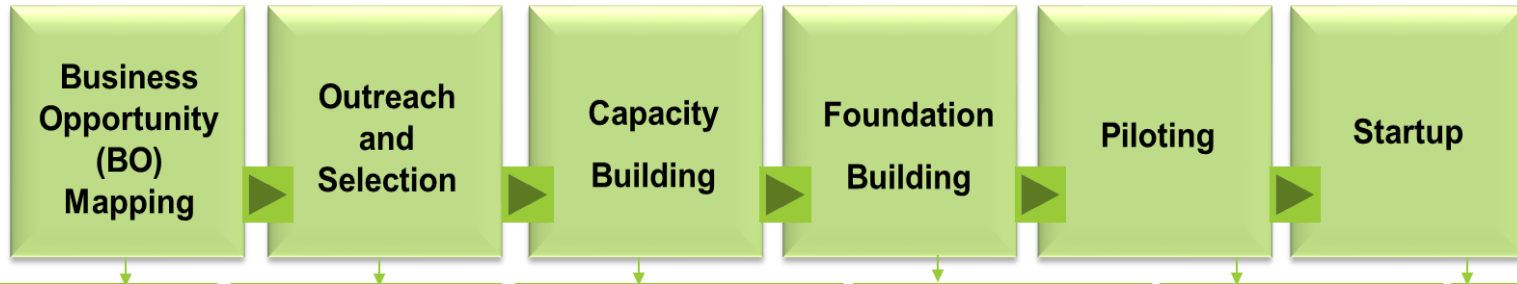 Business
Opportunity
(BO)
Mapping
Outreach
and
Selection
Capacity
Building
Foundation
Building
Piloting
Startup